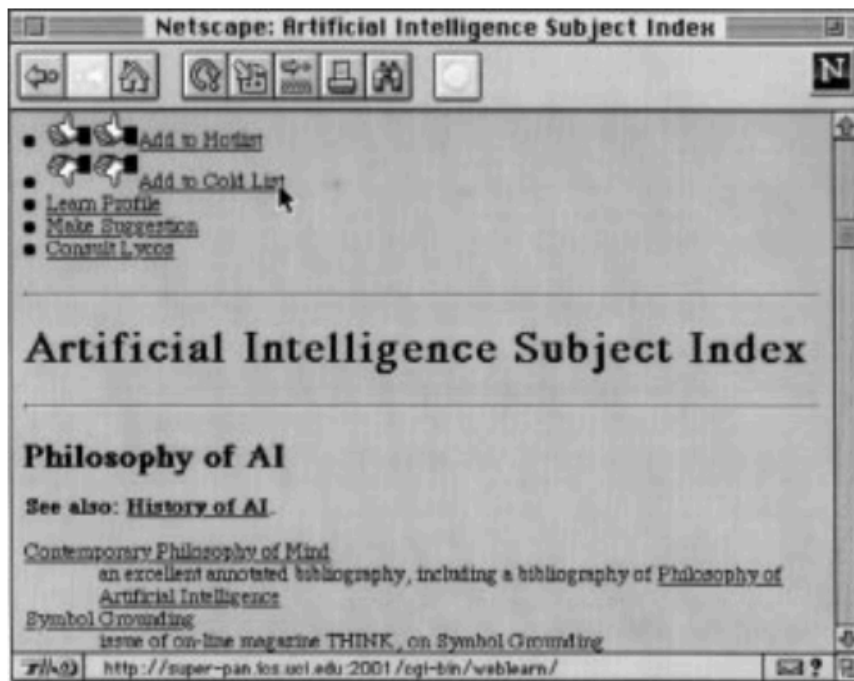 Netscape: Artificial Intelligence Subject Index
N
Add to Hotlist
Add to Cold List
Learn Profile
Make Suggestion
Consult Lycos
Artificial Intelligence Subject Index
Philosophy of AI
See also: History of AI.
Contemporary Philosophy of Mind
an excellent annotated bibliography, including a bibliography of Philosophy of
Artificial Intelligence
Symbol Grounding
issue of on-line magazine THINK, on Symbol Grounding
http://super-pan.ics.uci.edu:2001/cgi-bin/weblearn/
?